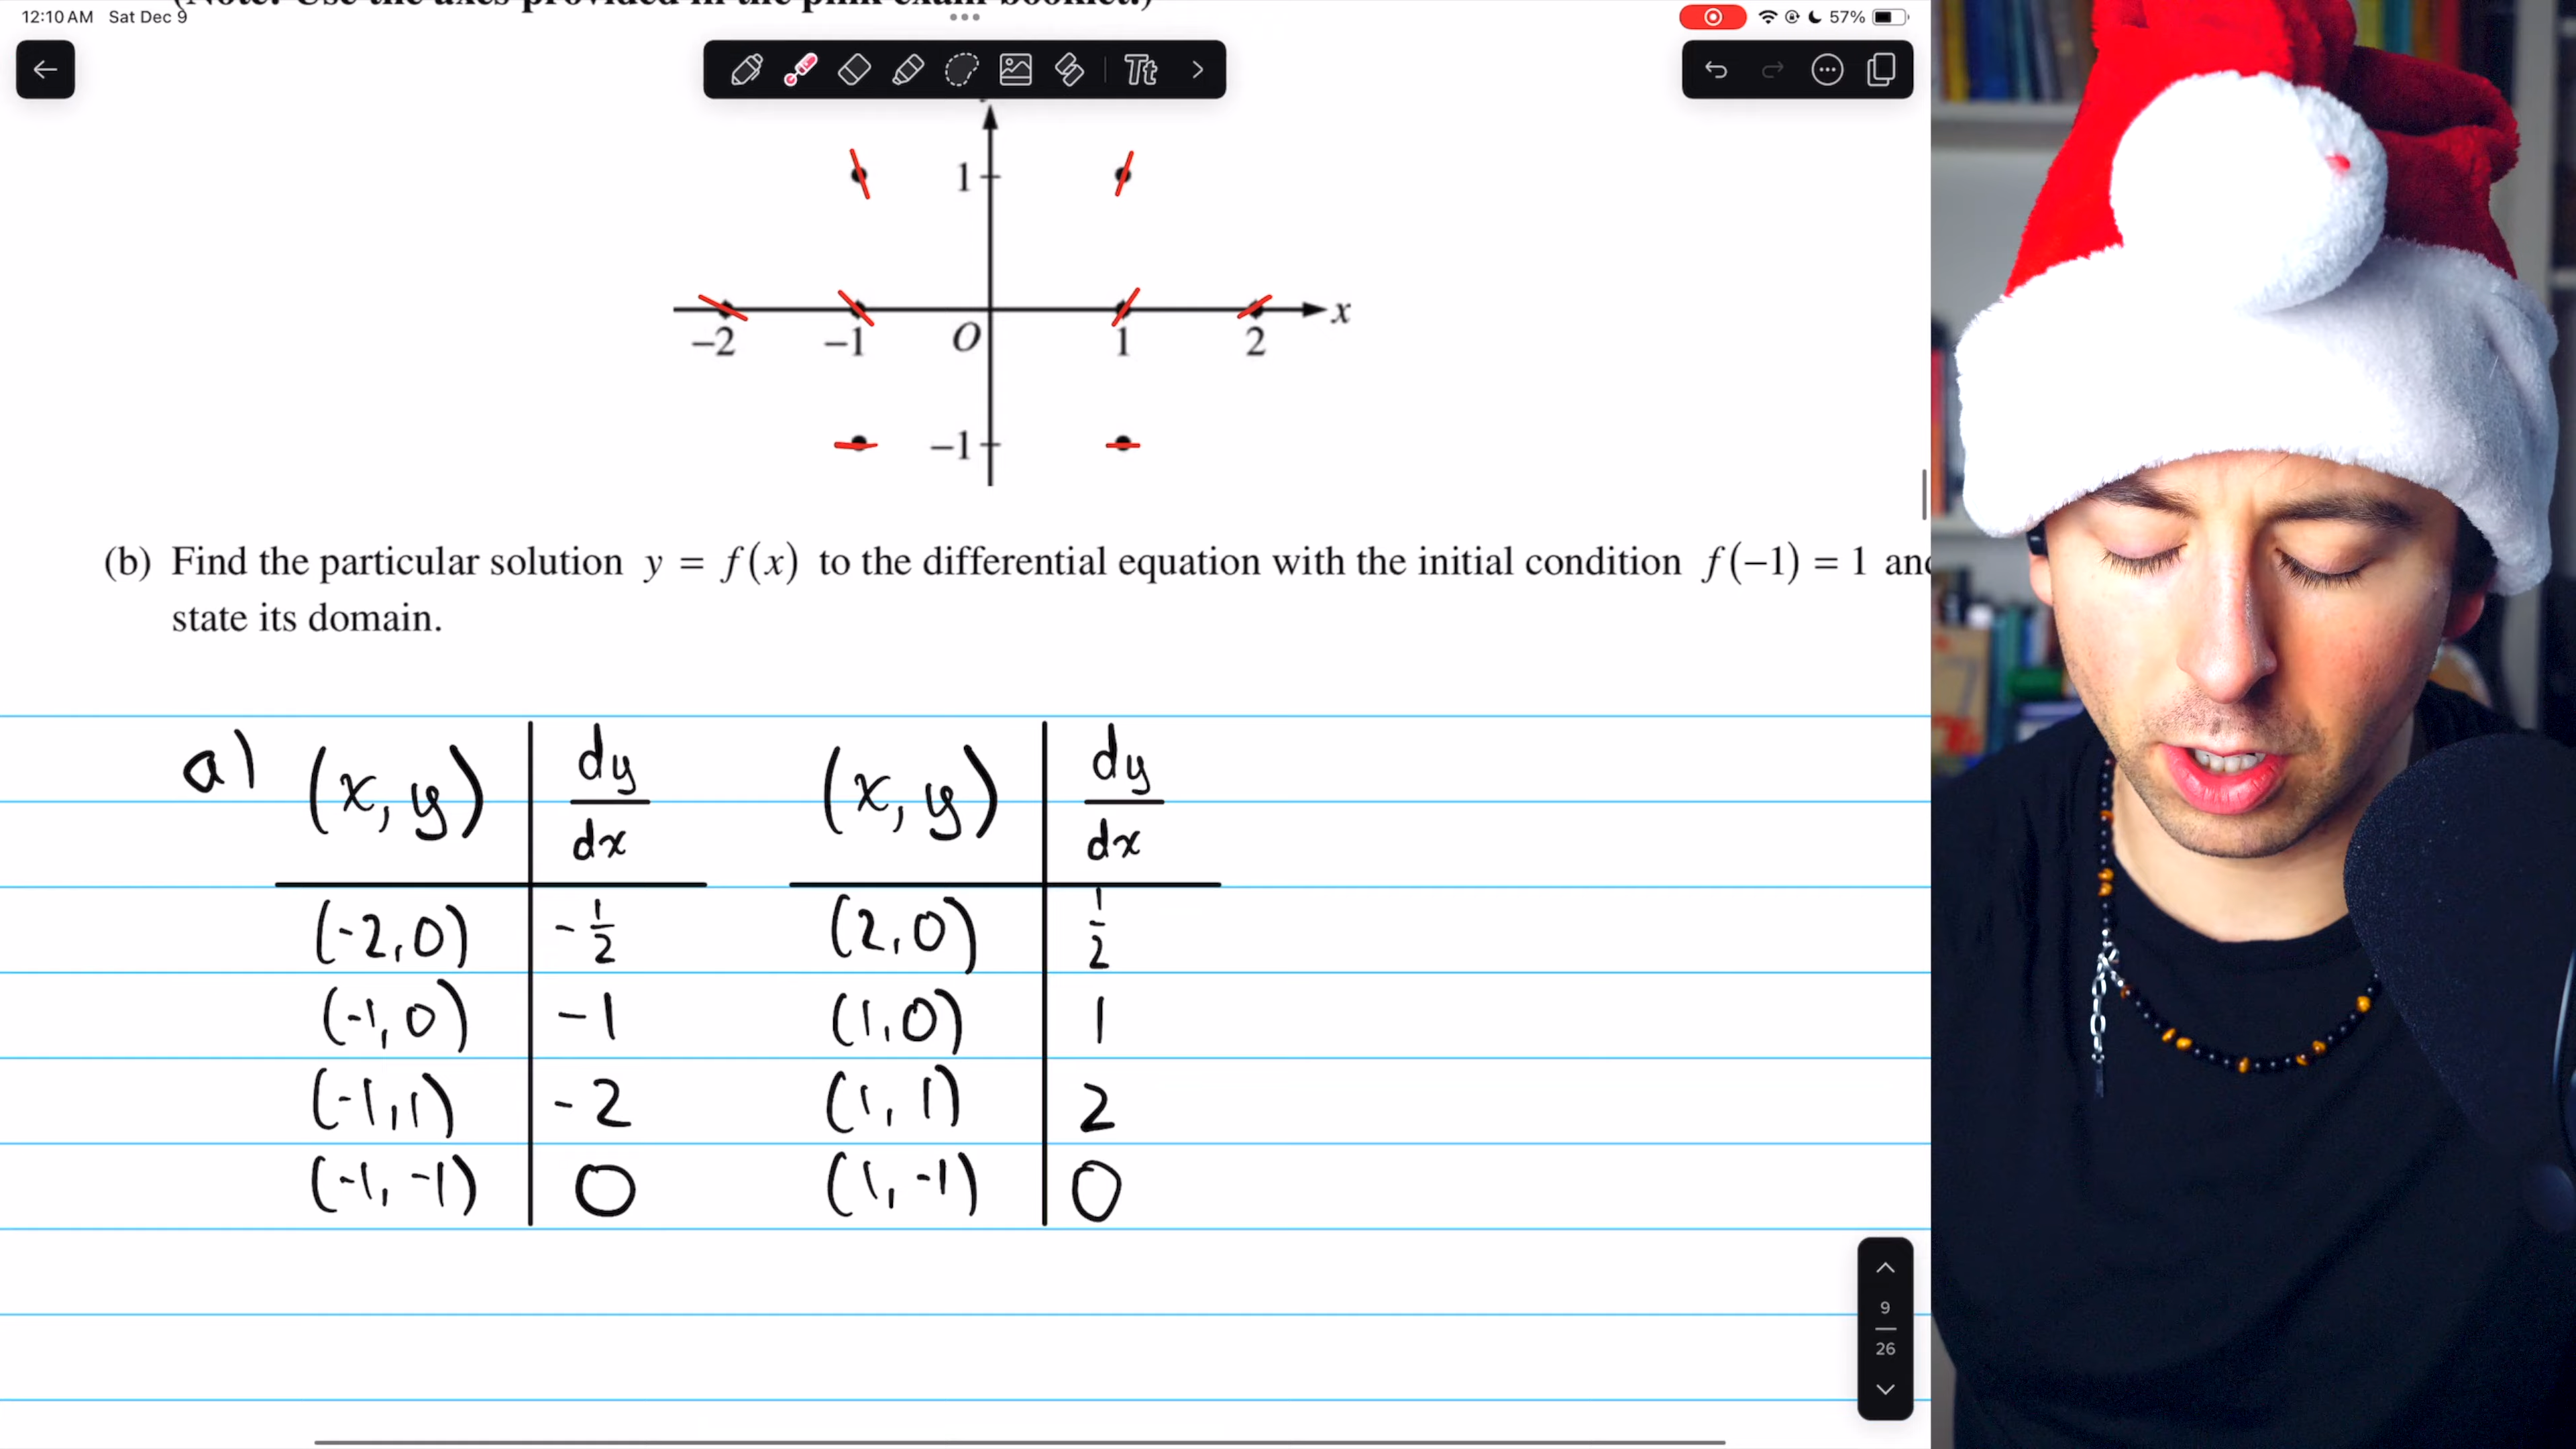 12:10 AM Sat Dec 9
57%
Tt
1
x
-2
-1
O
1
2
-1
(b) Find the particular solution y = f(x) to the differential equation with the initial condition f(−1) = 1 and
state its domain.
a) (x, y) dy/dx (x, y) dy/dx
(-2,0) -1/2 (2,0) 1/2
(-1,0) -1 (1,0) 1
(-1,1) -2 (1,1) 2
(-1,-1) 0 (1,-1) 0
9
26